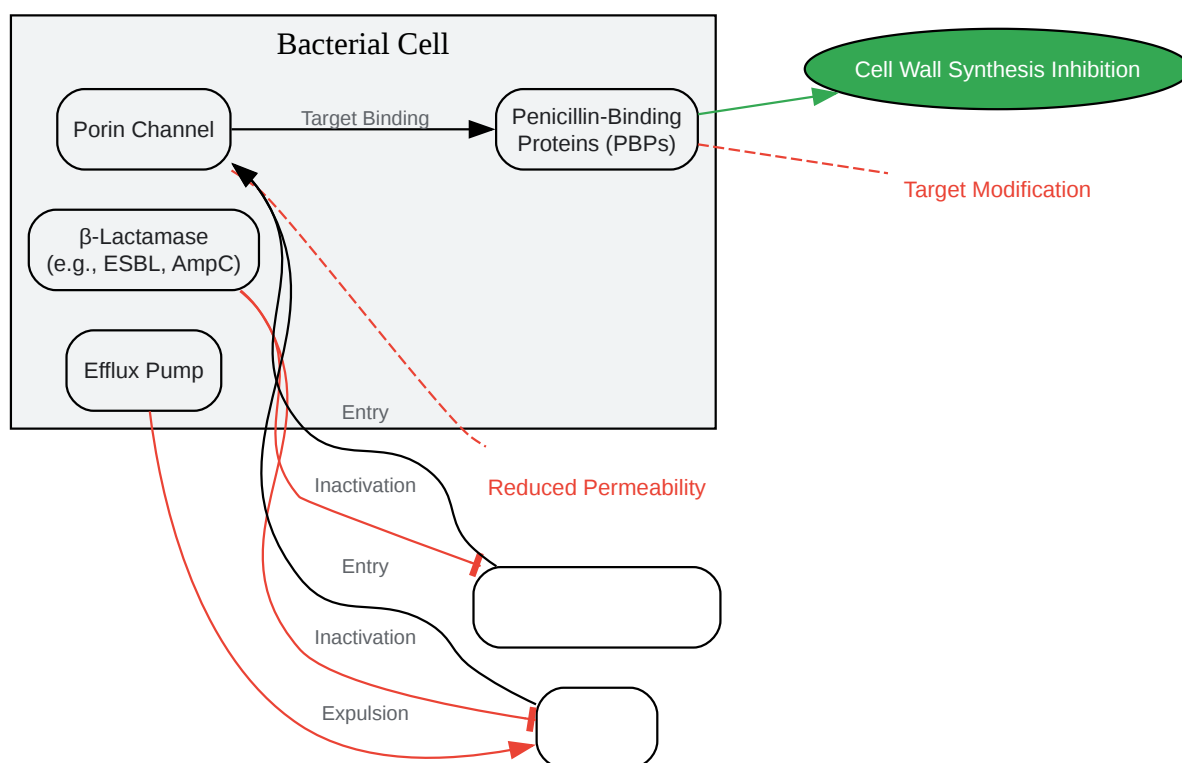 Bacterial Cell
Cell Wall Synthesis Inhibition
Porin Channel
Target Binding
Penicillin-Binding
Proteins (PBPs)
Target Modification
β-Lactamase
(e.g., ESBL, AmpC)
Efflux Pump
Entry
Inactivation
Reduced Permeability
Entry
Inactivation
Expulsion